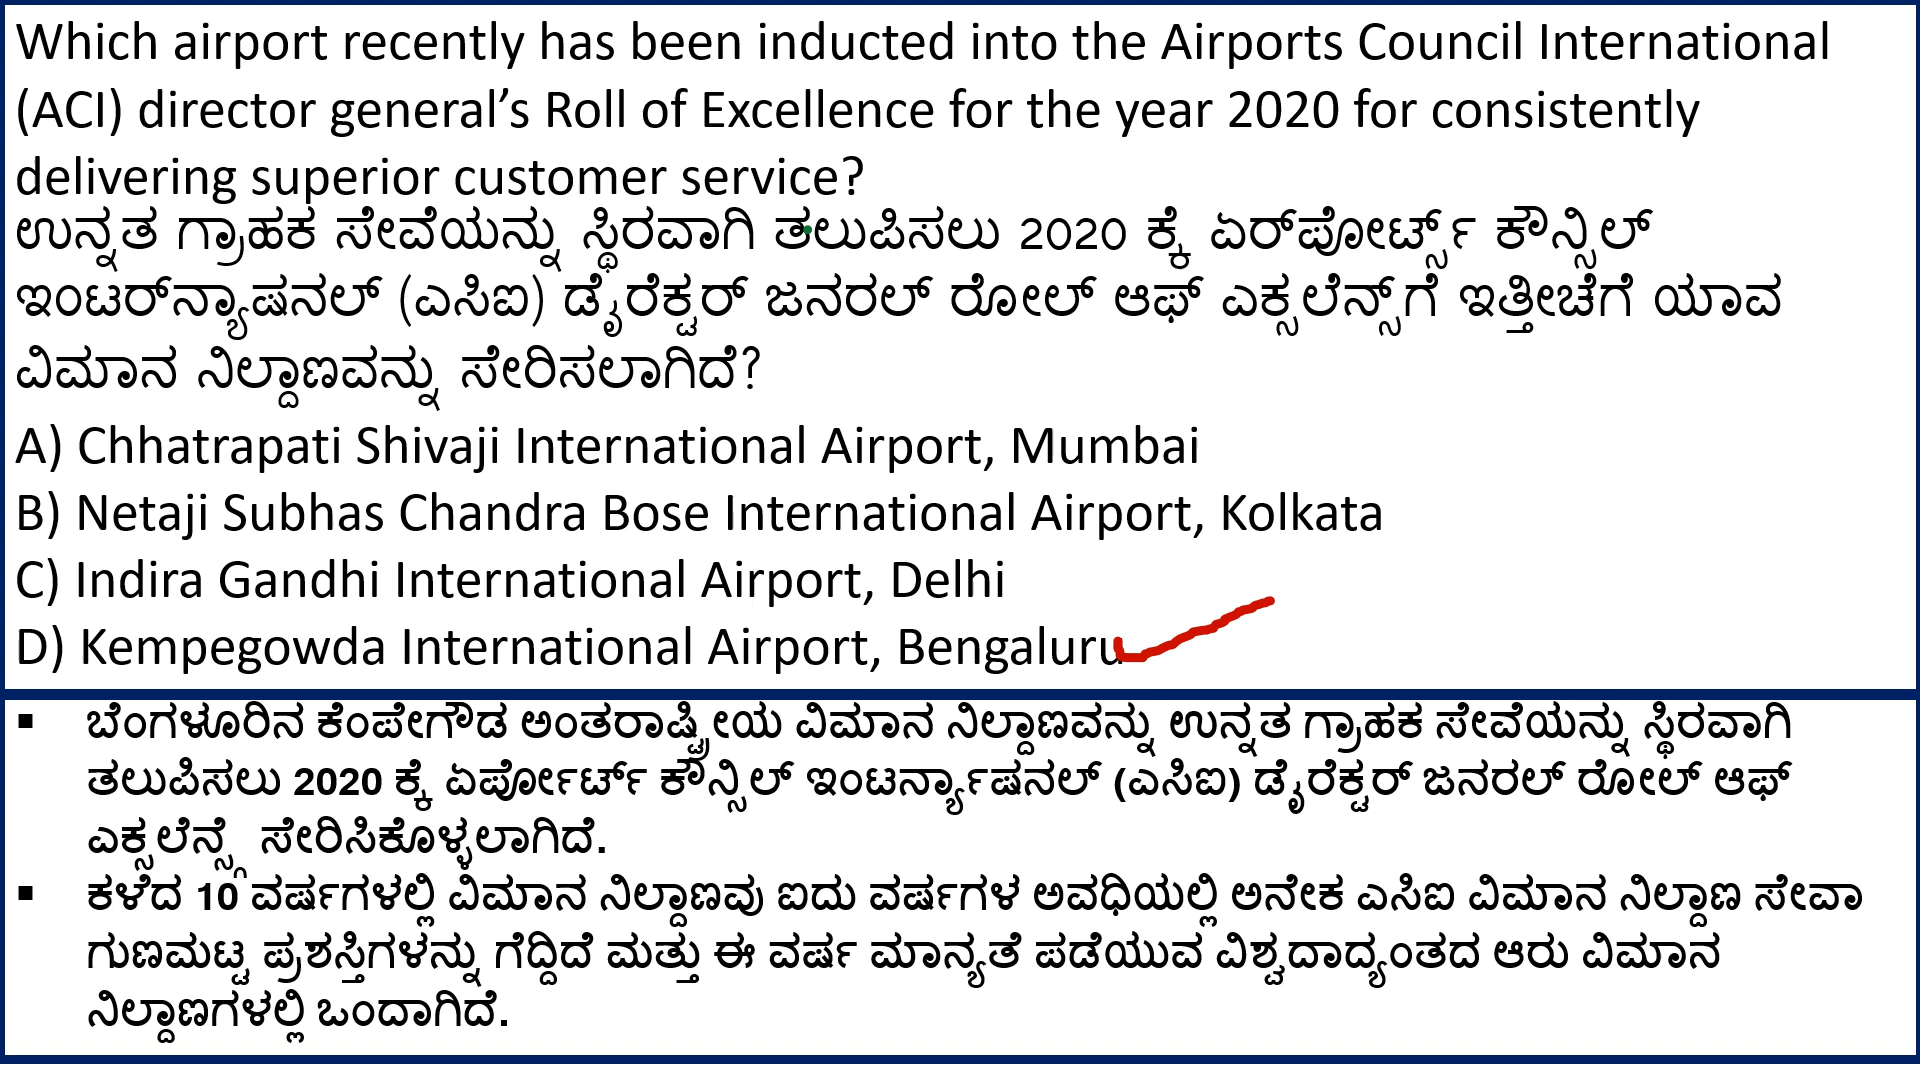 Which airport recently has been inducted into the Airports Council International
(ACI) director general’s Roll of Excellence for the year 2020 for consistently
delivering superior customer service?
ಉನ್ನತ ಗ್ರಾಹಕ ಸೇವೆಯನ್ನು ಸ್ಥಿರವಾಗಿ ತಲುಪಿಸಲು 2020 ಕ್ಕೆ ಏರ್‌ಪೋರ್ಟ್ಸ್ ಕೌನ್ಸಿಲ್
ಇಂಟರ್‌ನ್ಯಾಷನಲ್ (ಎಸಿಐ) ಡೈರೆಕ್ಟರ್ ಜನರಲ್ ರೋಲ್ ಆಫ್ ಎಕ್ಸಲೆನ್ಸ್‌ಗೆ ಇತ್ತೀಚೆಗೆ ಯಾವ
ವಿಮಾನ ನಿಲ್ದಾಣವನ್ನು ಸೇರಿಸಲಾಗಿದೆ?
A) Chhatrapati Shivaji International Airport, Mumbai
B) Netaji Subhas Chandra Bose International Airport, Kolkata
C) Indira Gandhi International Airport, Delhi
D) Kempegowda International Airport, Bengaluru
▪ ಬೆಂಗಳೂರಿನ ಕೆಂಪೇಗೌಡ ಅಂತರಾಷ್ಟ್ರೀಯ ವಿಮಾನ ನಿಲ್ದಾಣವನ್ನು ಉನ್ನತ ಗ್ರಾಹಕ ಸೇವೆಯನ್ನು ಸ್ಥಿರವಾಗಿ
ತಲುಪಿಸಲು 2020 ಕ್ಕೆ ಏರ್ಪೋರ್ಟ್ ಕೌನ್ಸಿಲ್ ಇಂಟರ್ನ್ಯಾಷನಲ್ (ಎಸಿಐ) ಡೈರೆಕ್ಟರ್ ಜನರಲ್ ರೋಲ್ ಆಫ್
ಎಕ್ಸಲೆನ್ಸ್ಗೆ ಸೇರಿಸಿಕೊಳ್ಳಲಾಗಿದೆ.
▪ ಕಳೆದ 10 ವರ್ಷಗಳಲ್ಲಿ ವಿಮಾನ ನಿಲ್ದಾಣವು ಐದು ವರ್ಷಗಳ ಅವಧಿಯಲ್ಲಿ ಅನೇಕ ಎಸಿಐ ವಿಮಾನ ನಿಲ್ದಾಣ ಸೇವಾ
ಗುಣಮಟ್ಟ ಪ್ರಶಸ್ತಿಗಳನ್ನು ಗೆದ್ದಿದೆ ಮತ್ತು ಈ ವರ್ಷ ಮಾನ್ಯತೆ ಪಡೆಯುವ ವಿಶ್ವದಾದ್ಯಂತದ ಆರು ವಿಮಾನ
ನಿಲ್ದಾಣಗಳಲ್ಲಿ ಒಂದಾಗಿದೆ.